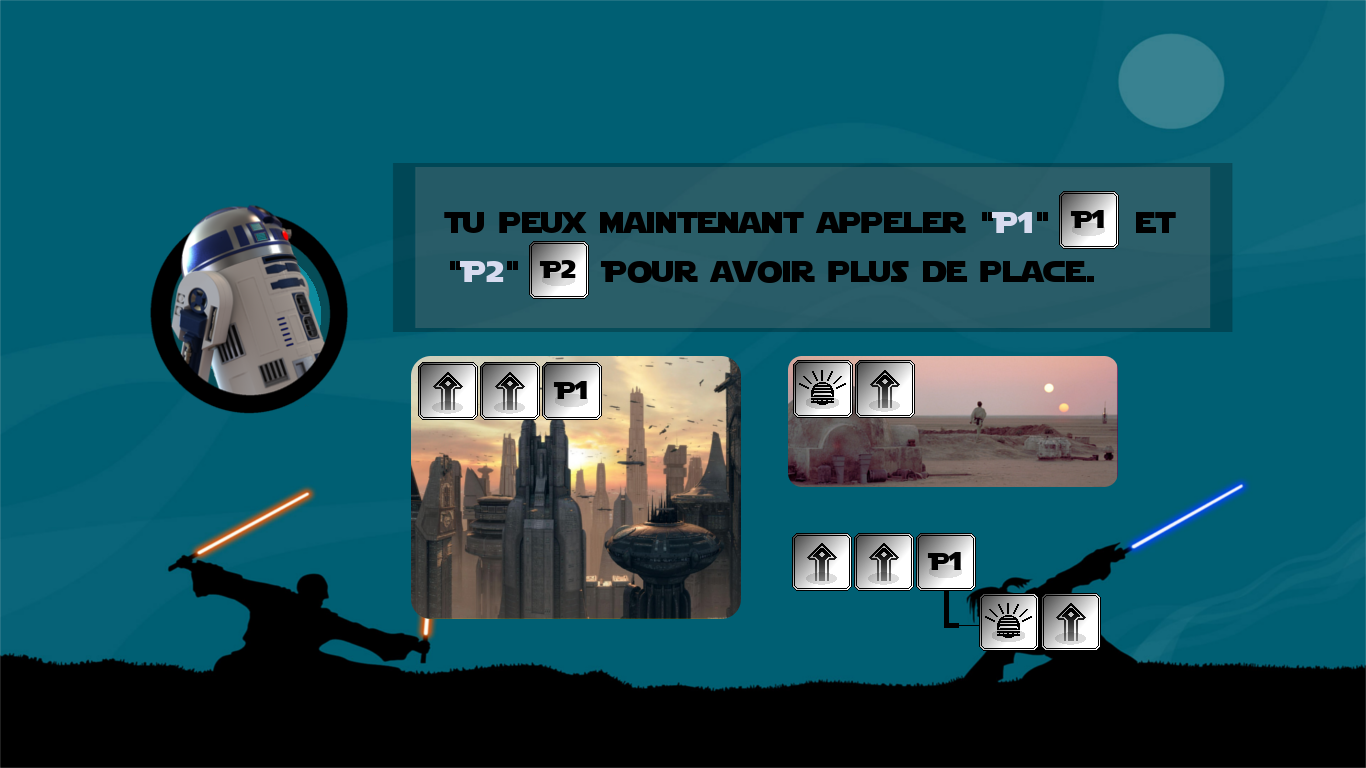 TU PEUX MAINTENANT APPELER "P1" P1 ET
"P2" P2 POUR AVOIR PLUS DE PLACE.
P1
P1